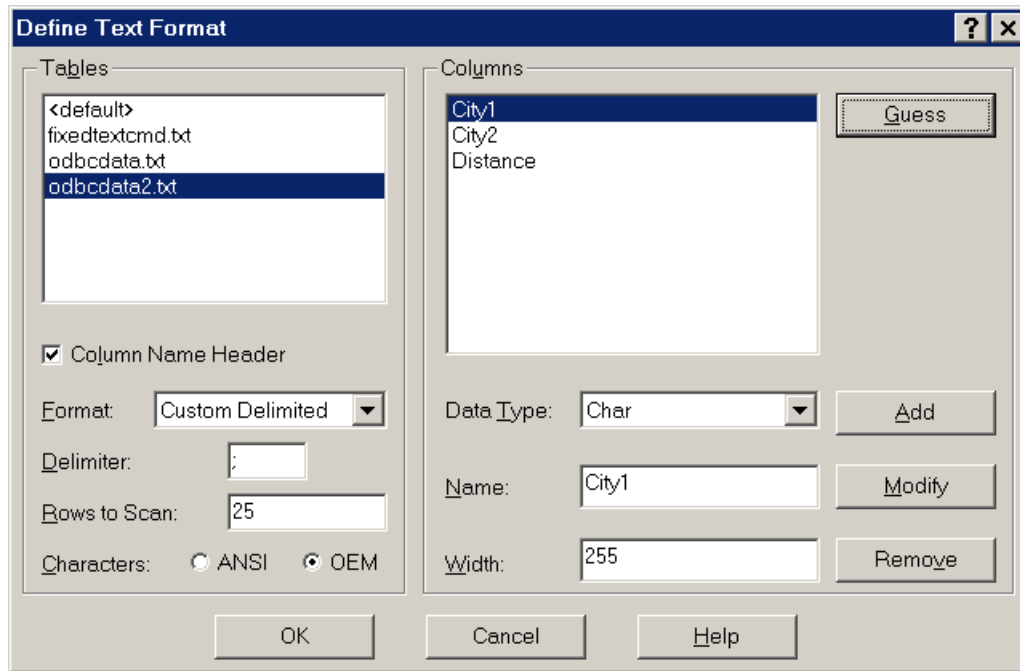 Define Text Format
Tables
<default>
fixedtextcmd.txt
odbcdata.txt
odbcdata2.txt
Column Name Header
Format: Custom Delimited
Delimiter: ;
Rows to Scan: 25
Characters: ANSI OEM
Columns
City1
City2
Distance
Guess
Data Type: Char
Add
Name: City1
Modify
Width: 255
Remove
OK
Cancel
Help